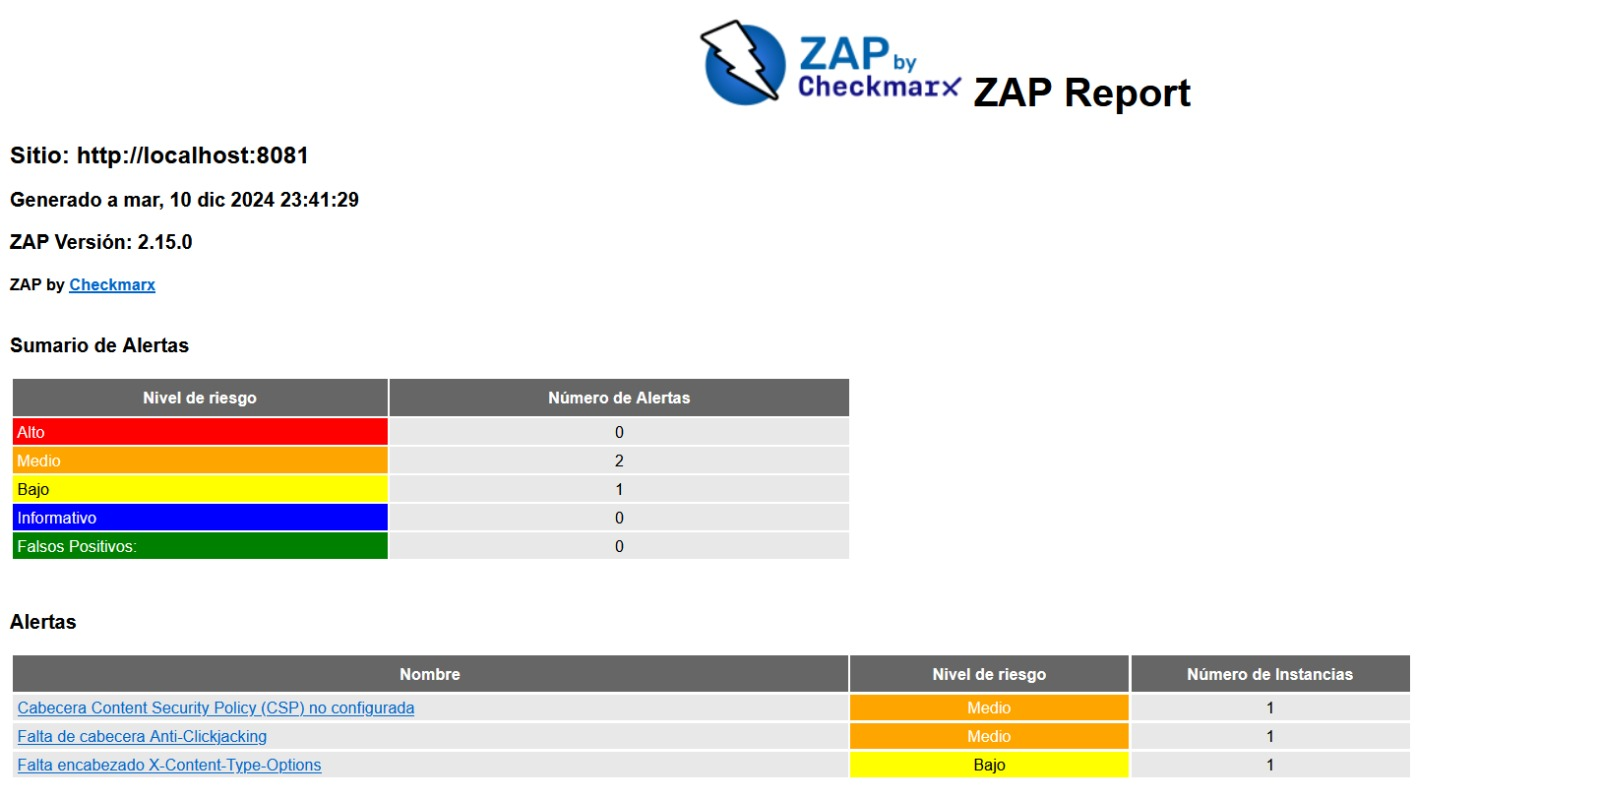 ZAP by
Checkmarx ZAP Report
Sitio: http://localhost:8081
Generado a mar, 10 dic 2024 23:41:29
ZAP Versión: 2.15.0
ZAP by Checkmarx
Sumario de Alertas
Nivel de riesgo Número de Alertas
Alto 0
Medio 2
Bajo 1
Informativo 0
Falsos Positivos: 0
Alertas
Nombre Nivel de riesgo Número de Instancias
Cabecera Content Security Policy (CSP) no configurada Medio 1
Falta de cabecera Anti-Clickjacking Medio 1
Falta encabezado X-Content-Type-Options Bajo 1